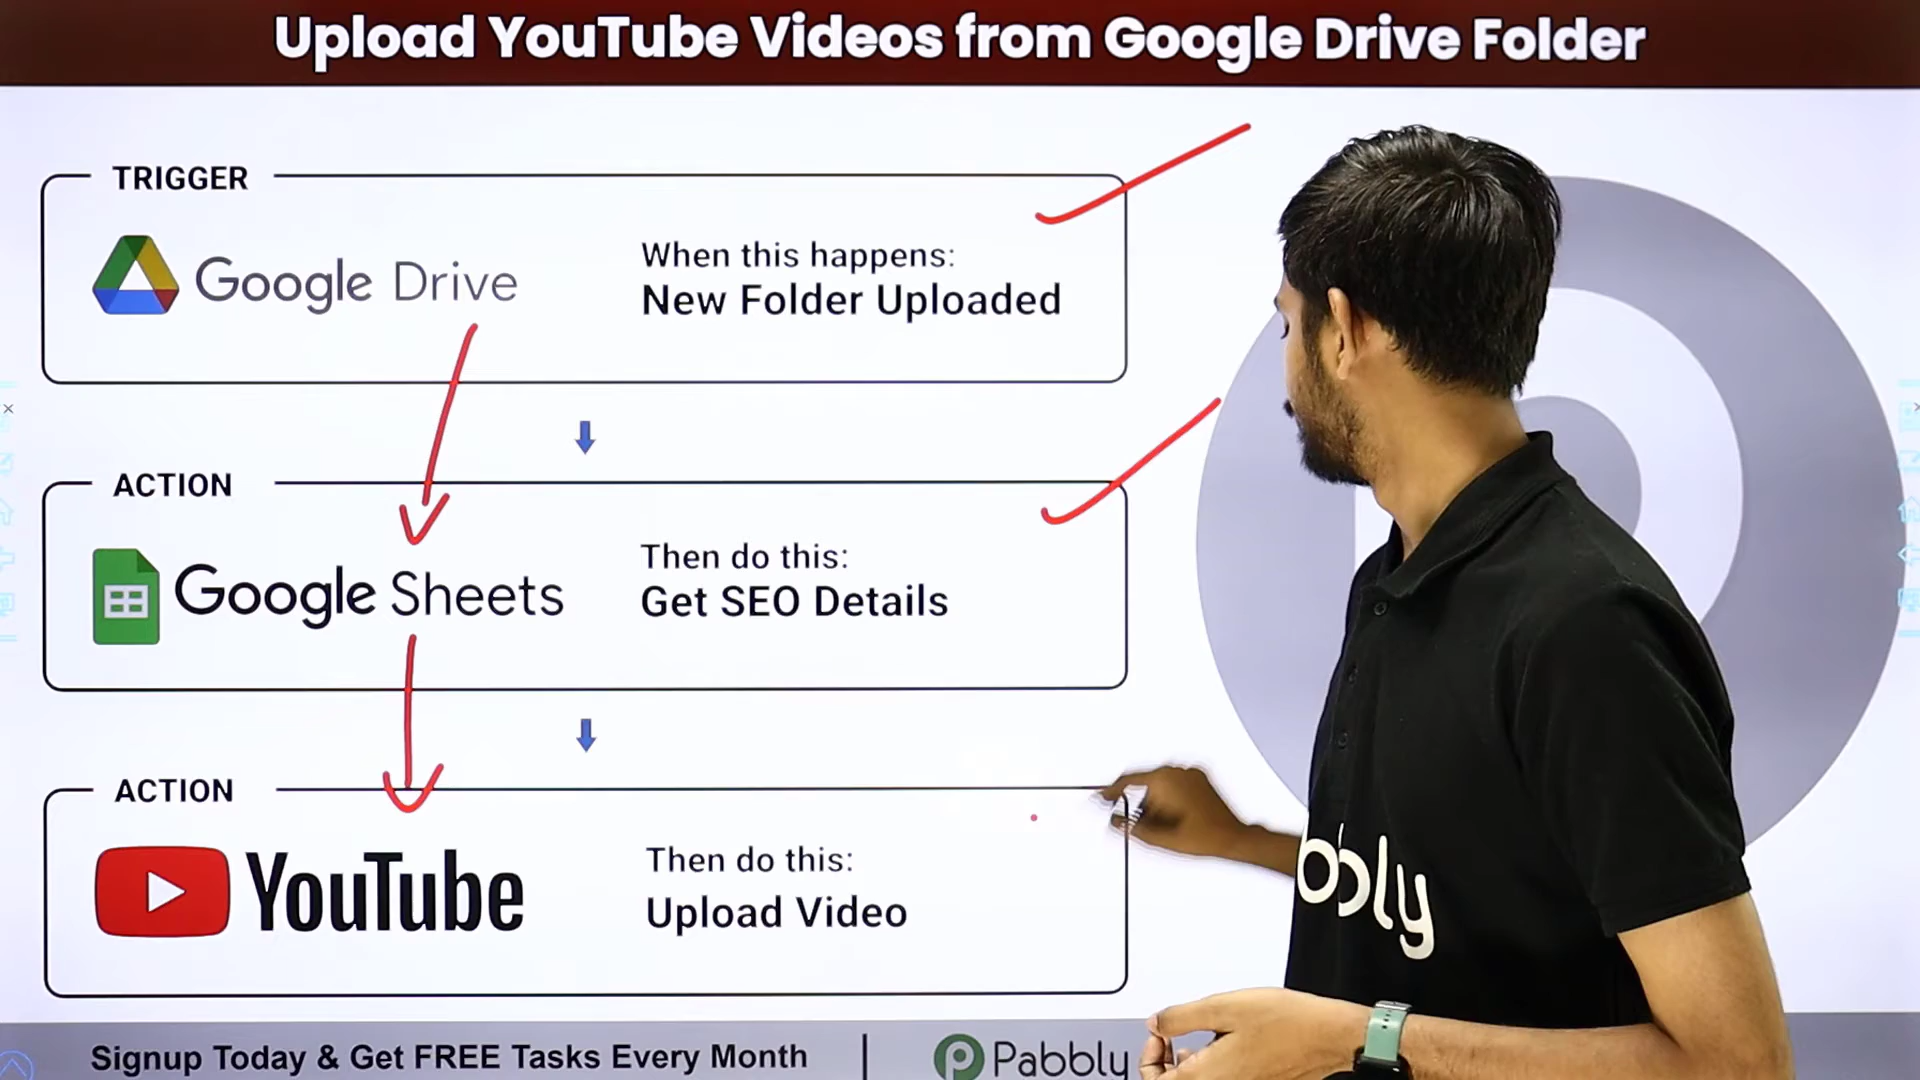 Upload YouTube Videos from Google Drive Folder
TRIGGER
Google Drive
When this happens:
New Folder Uploaded
ACTION
Google Sheets
Then do this:
Get SEO Details
ACTION
YouTube
Then do this:
Upload Video
bbly
Signup Today & Get FREE Tasks Every Month
Pabbly